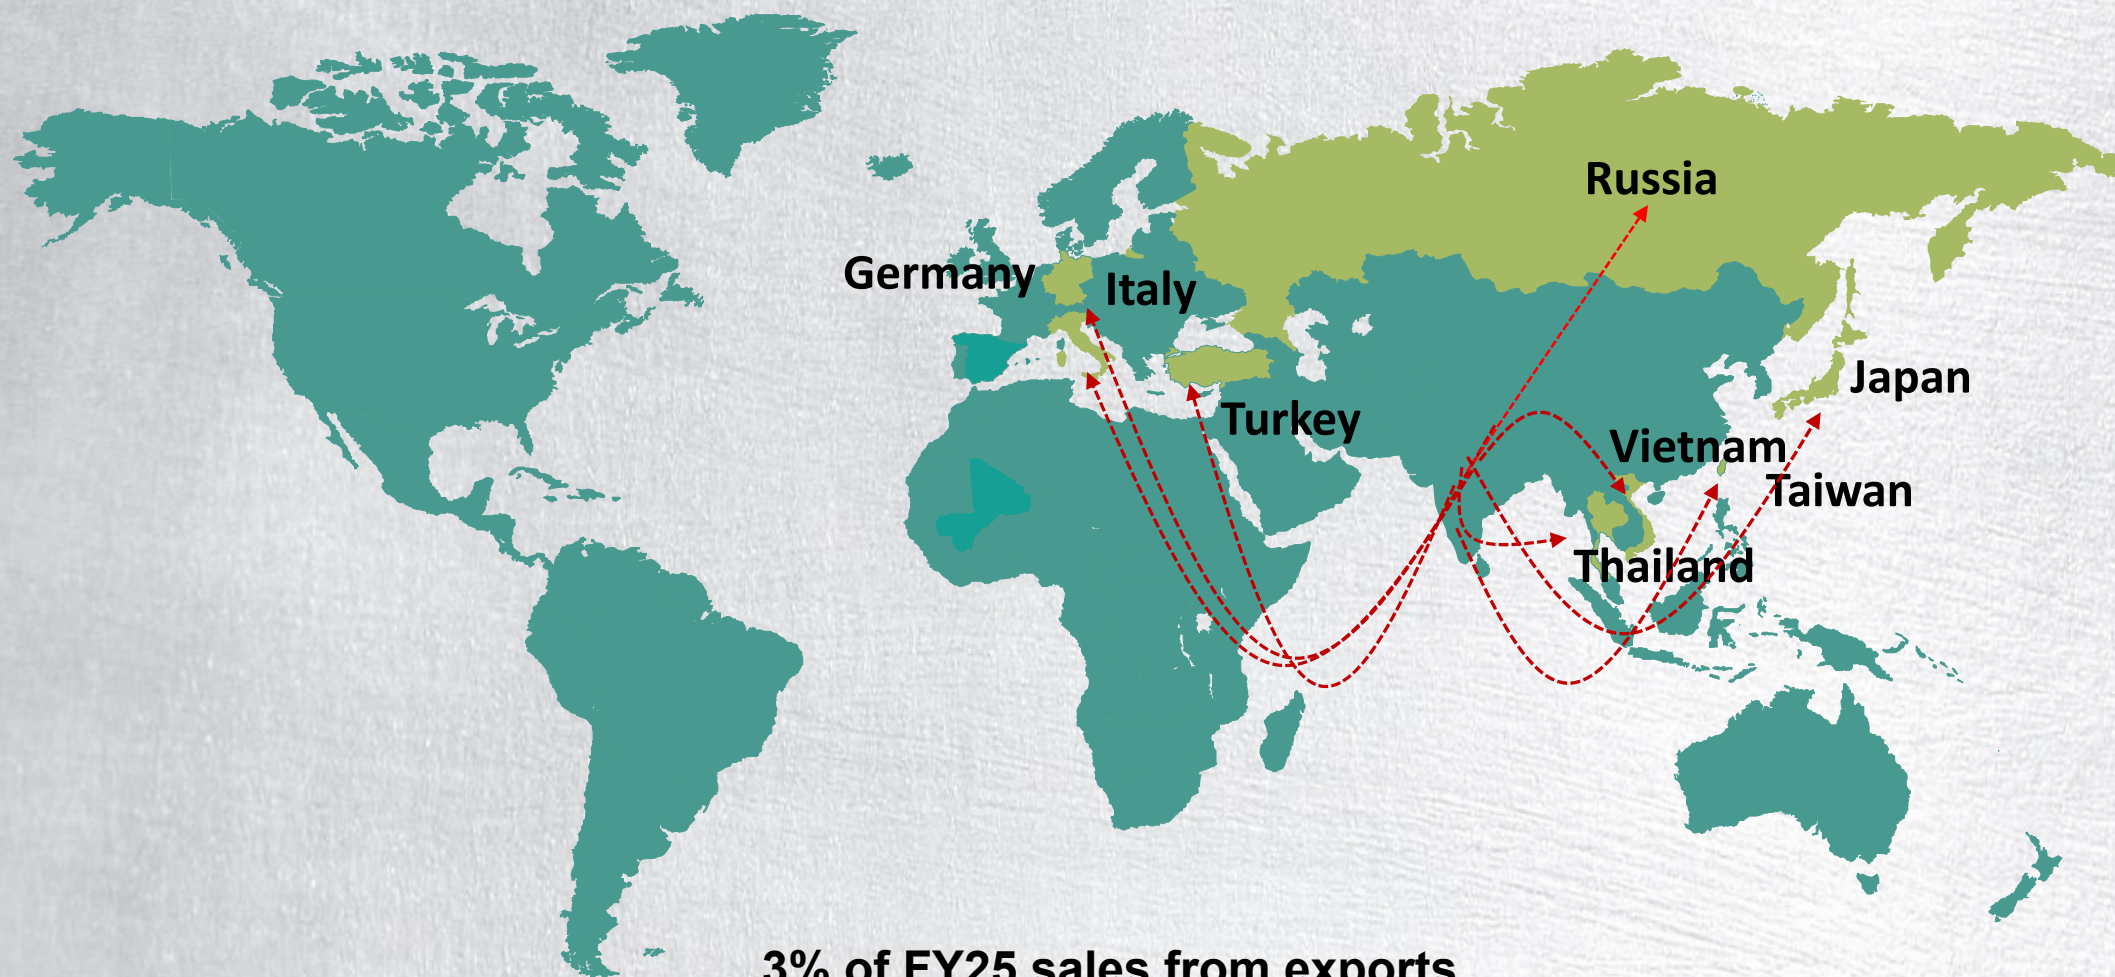 Russia
Germany
Italy
Japan
Turkey
Vietnam
Taiwan
Thailand
3% of FY25 sales from exports